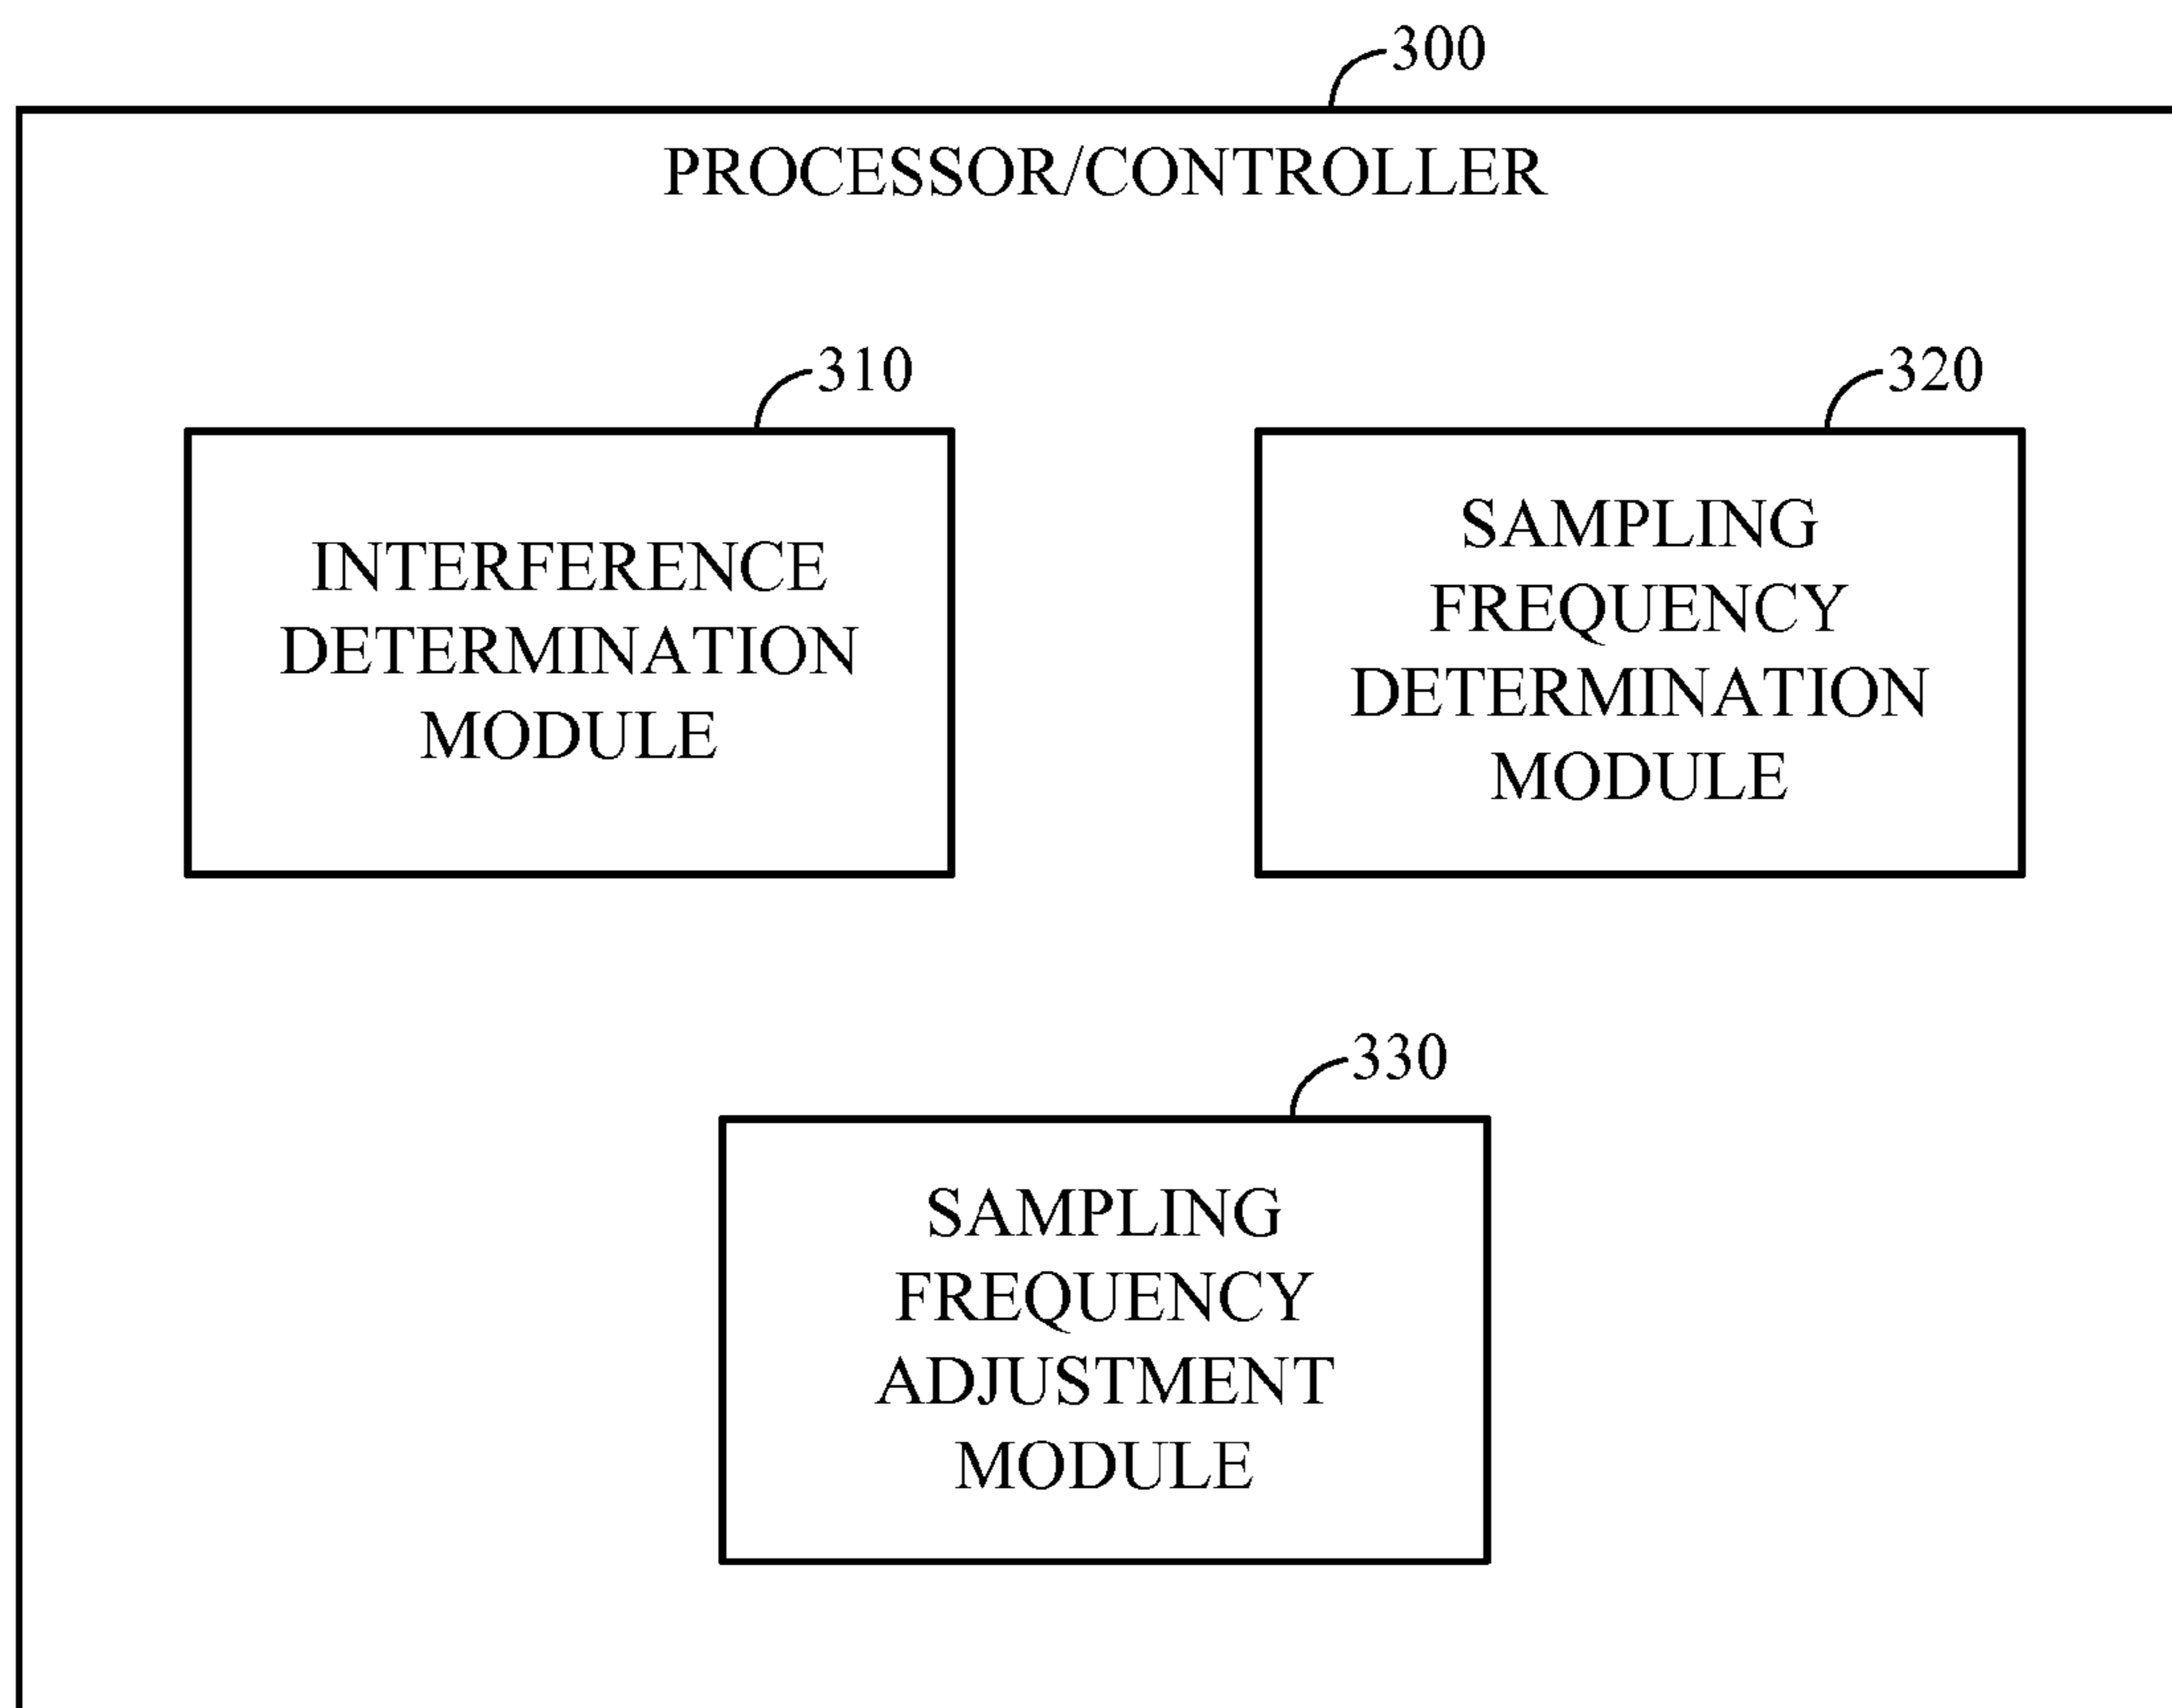 300
PROCESSOR/CONTROLLER
310
320
INTERFERENCE
DETERMINATION
MODULE
SAMPLING
FREQUENCY
DETERMINATION
MODULE
330
SAMPLING
FREQUENCY
ADJUSTMENT
MODULE